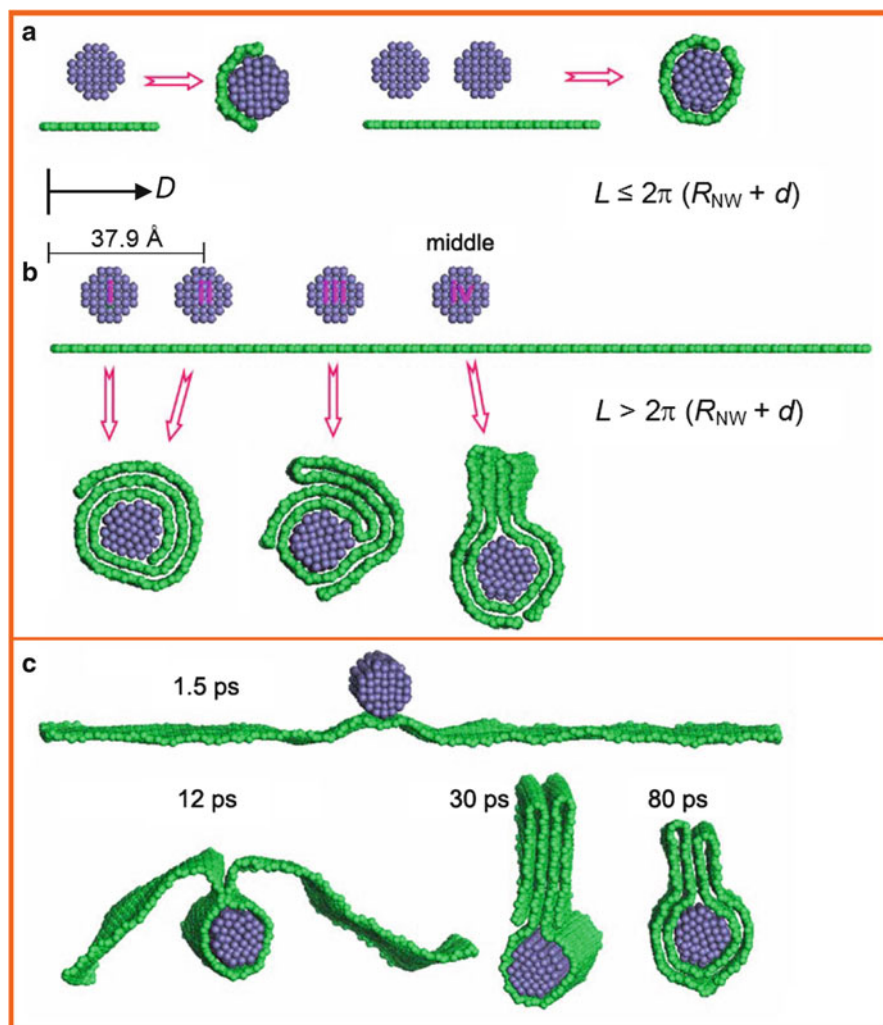 a
L ≤ 2π (R_NW + d)
D
37.9 Å
b
middle
I II III IV
L > 2π (R_NW + d)
c
1.5 ps
12 ps 30 ps 80 ps